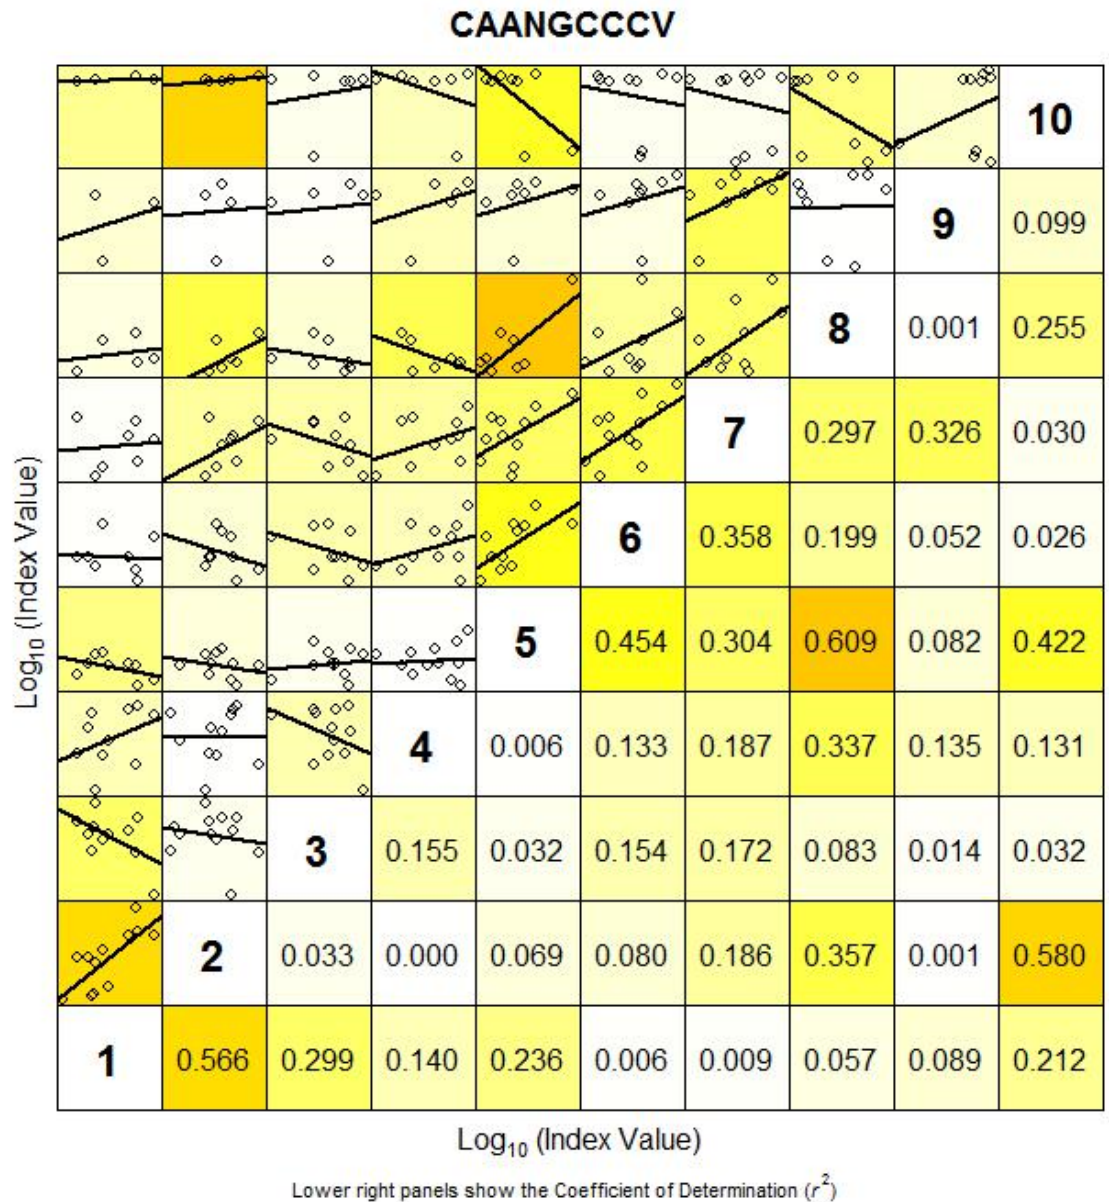 CAANGCCCV
10
9 0.099
8 0.001 0.255
7 0.297 0.326 0.030
6 0.358 0.199 0.052 0.026
5 0.454 0.304 0.609 0.082 0.422
4 0.006 0.133 0.187 0.337 0.135 0.131
3 0.155 0.032 0.154 0.172 0.083 0.014 0.032
2 0.033 0.000 0.069 0.080 0.186 0.357 0.001 0.580
1 0.566 0.299 0.140 0.236 0.006 0.009 0.057 0.089 0.212
Log₁₀ (Index Value)
Log₁₀ (Index Value)
Lower right panels show the Coefficient of Determination (r²)